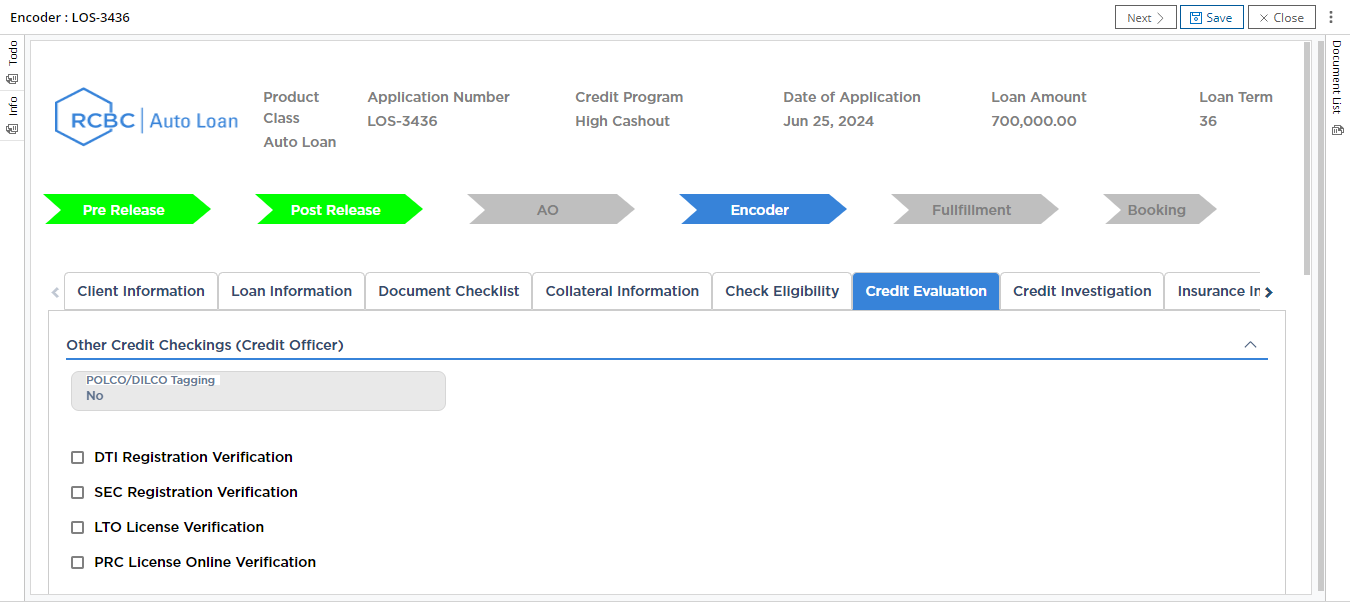 Encoder : LOS-3436
Next
Save
Close
Todo
Info
Document List
RCBC Auto Loan
Product Class
Auto Loan
Application Number
LOS-3436
Credit Program
High Cashout
Date of Application
Jun 25, 2024
Loan Amount
700,000.00
Loan Term
36
Pre Release
Post Release
AO
Encoder
Fullfillment
Booking
Client Information
Loan Information
Document Checklist
Collateral Information
Check Eligibility
Credit Evaluation
Credit Investigation
Insurance In
Other Credit Checkings (Credit Officer)
POLCO/DILCO Tagging
No
DTI Registration Verification
SEC Registration Verification
LTO License Verification
PRC License Online Verification